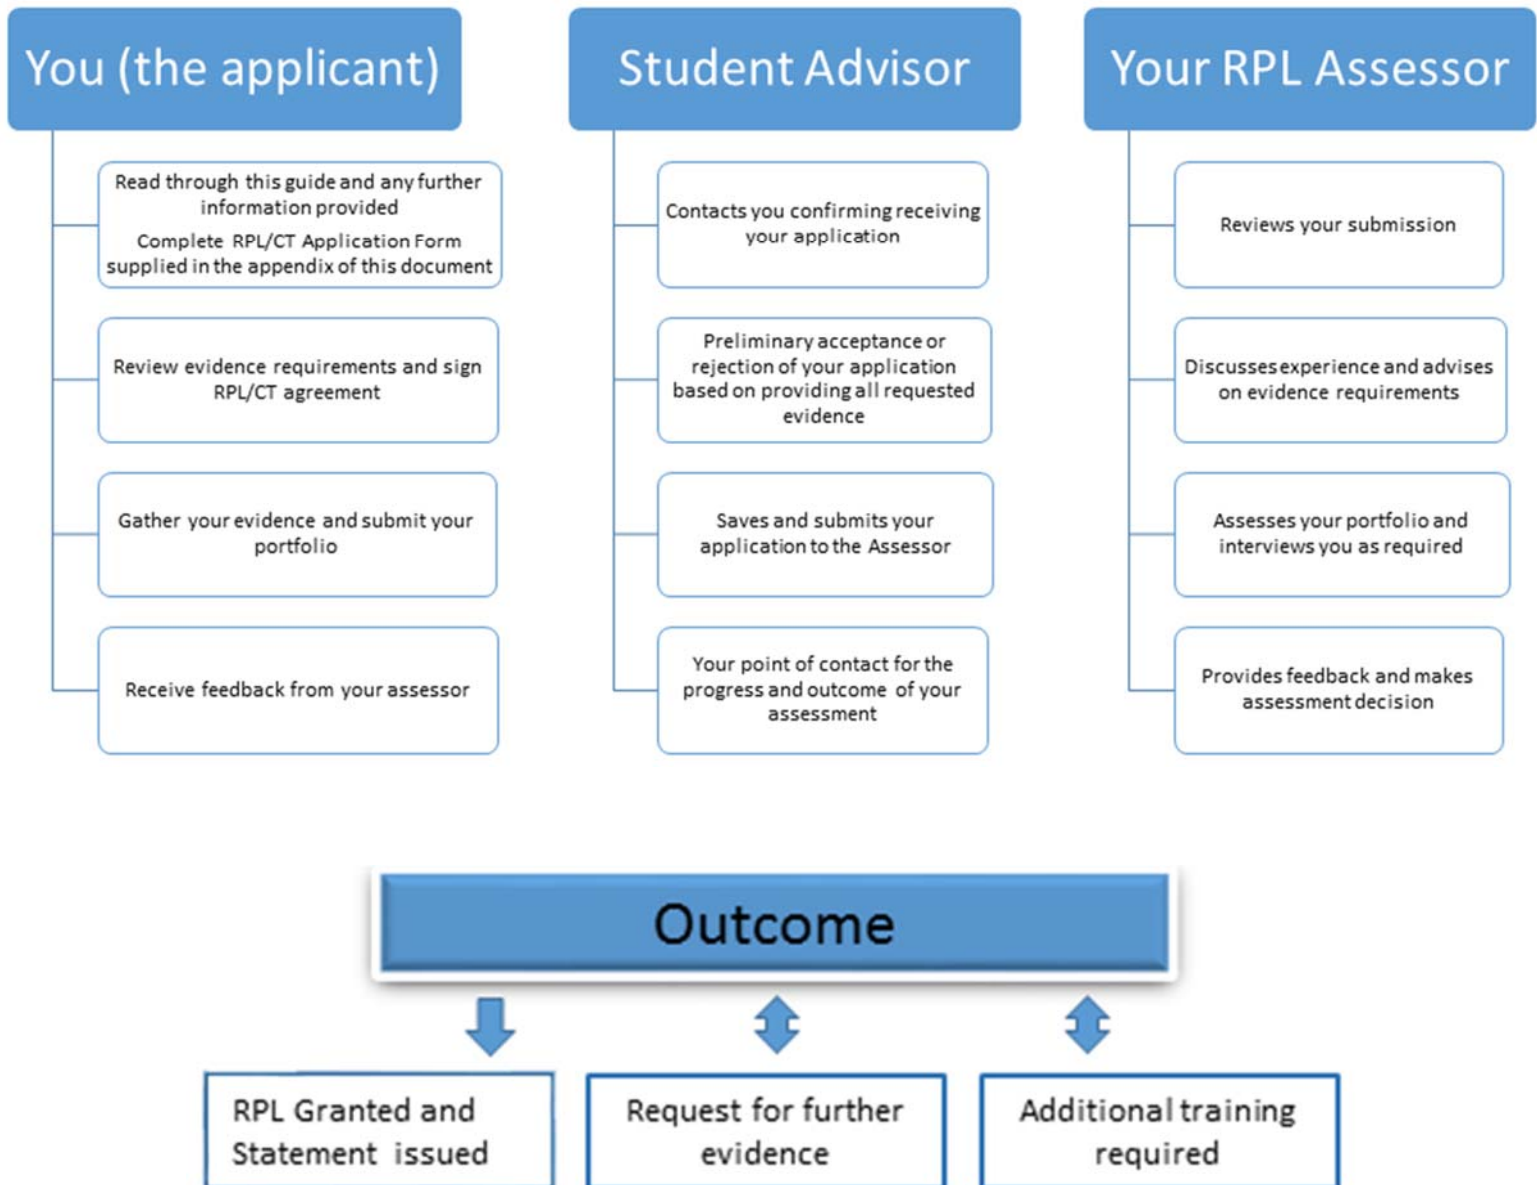 You (the applicant)
Read through this guide and any further
information provided
Complete RPL/CT Application Form
supplied in the appendix of this document
Review evidence requirements and sign
RPL/CT agreement
Gather your evidence and submit your
portfolio
Receive feedback from your assessor
Student Advisor
Contacts you confirming receiving
your application
Preliminary acceptance or
rejection of your application
based on providing all requested
evidence
Saves and submits your
application to the Assessor
Your point of contact for the
progress and outcome of your
assessment
Your RPL Assessor
Reviews your submission
Discusses experience and advises
on evidence requirements
Assesses your portfolio and
interviews you as required
Provides feedback and makes
assessment decision
Outcome
RPL Granted and
Statement issued
Request for further
evidence
Additional training
required